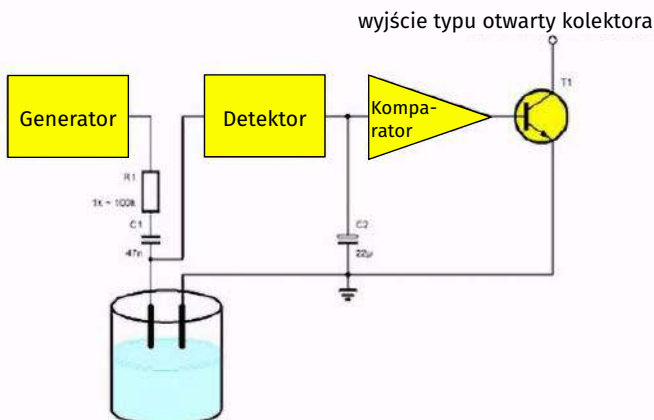 wyjście typu otwarty kolektora
T1
Generator
Detektor
Kompa-
rator
R1
1k - 100k
C1
47n
C2
22µ